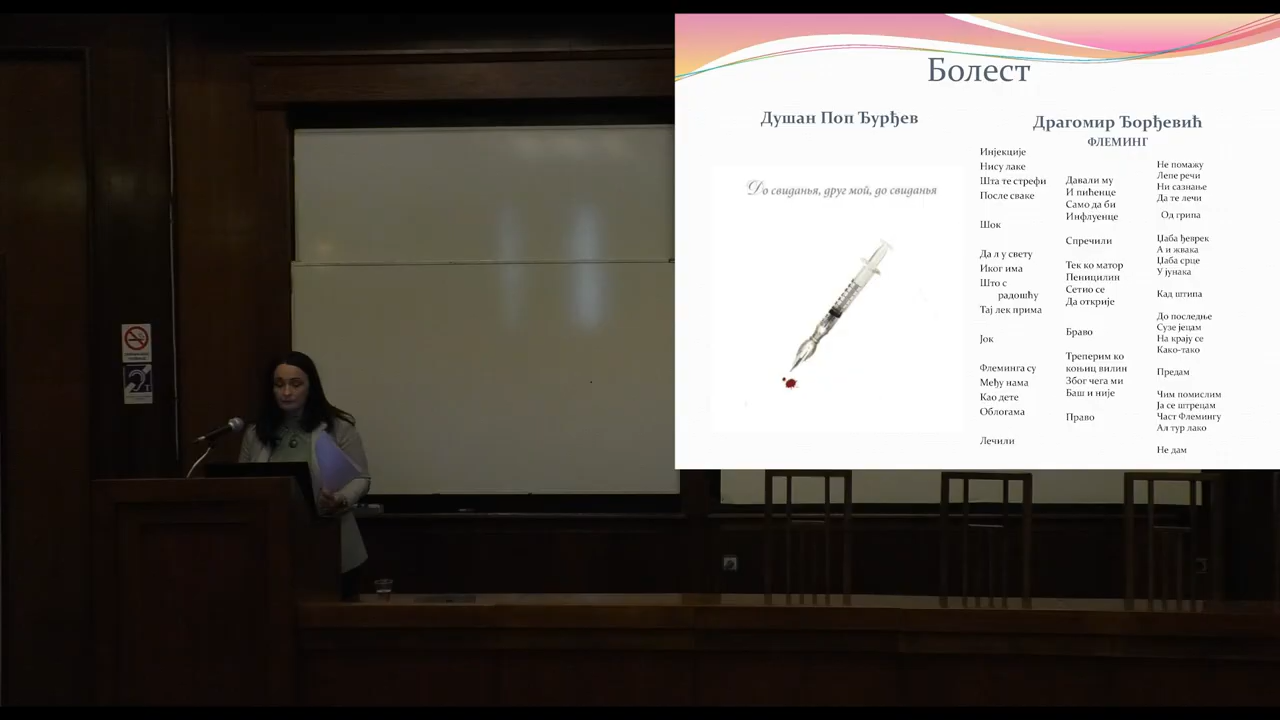 Болест
Душан Поп Ђурђев
До свиданья, друг мой, до свиданья
Драгомир Ђорђевић
ФЛЕМИНГ
Инјекције
Нису лаке
Шта те стрефи
После сваке
Шок
Да л у свету
Иког има
Што с
радошћу
Тај лек прима
Јок
Флеминга су
Међу нама
Као дете
Облогама
Лечили
Давали му
И пићенце
Само да би
Инфлуенце
Спречили
Тек ко матор
Пеницилин
Сетио се
Да открије
Браво
Треперим ко
коњиц вилин
Због чега ми
Баш и није
Право
Не помажу
Лепе речи
Ни сазнање
Да те лечи
Од грипа
Џаба ђеврек
А и жвака
Џаба срце
У јунака
Кад штипа
До последње
Сузе јецам
На крају се
Како-тако
Предам
Чим помислим
Ја се штрецам
Част Флемингу
Ал тур лако
Не дам